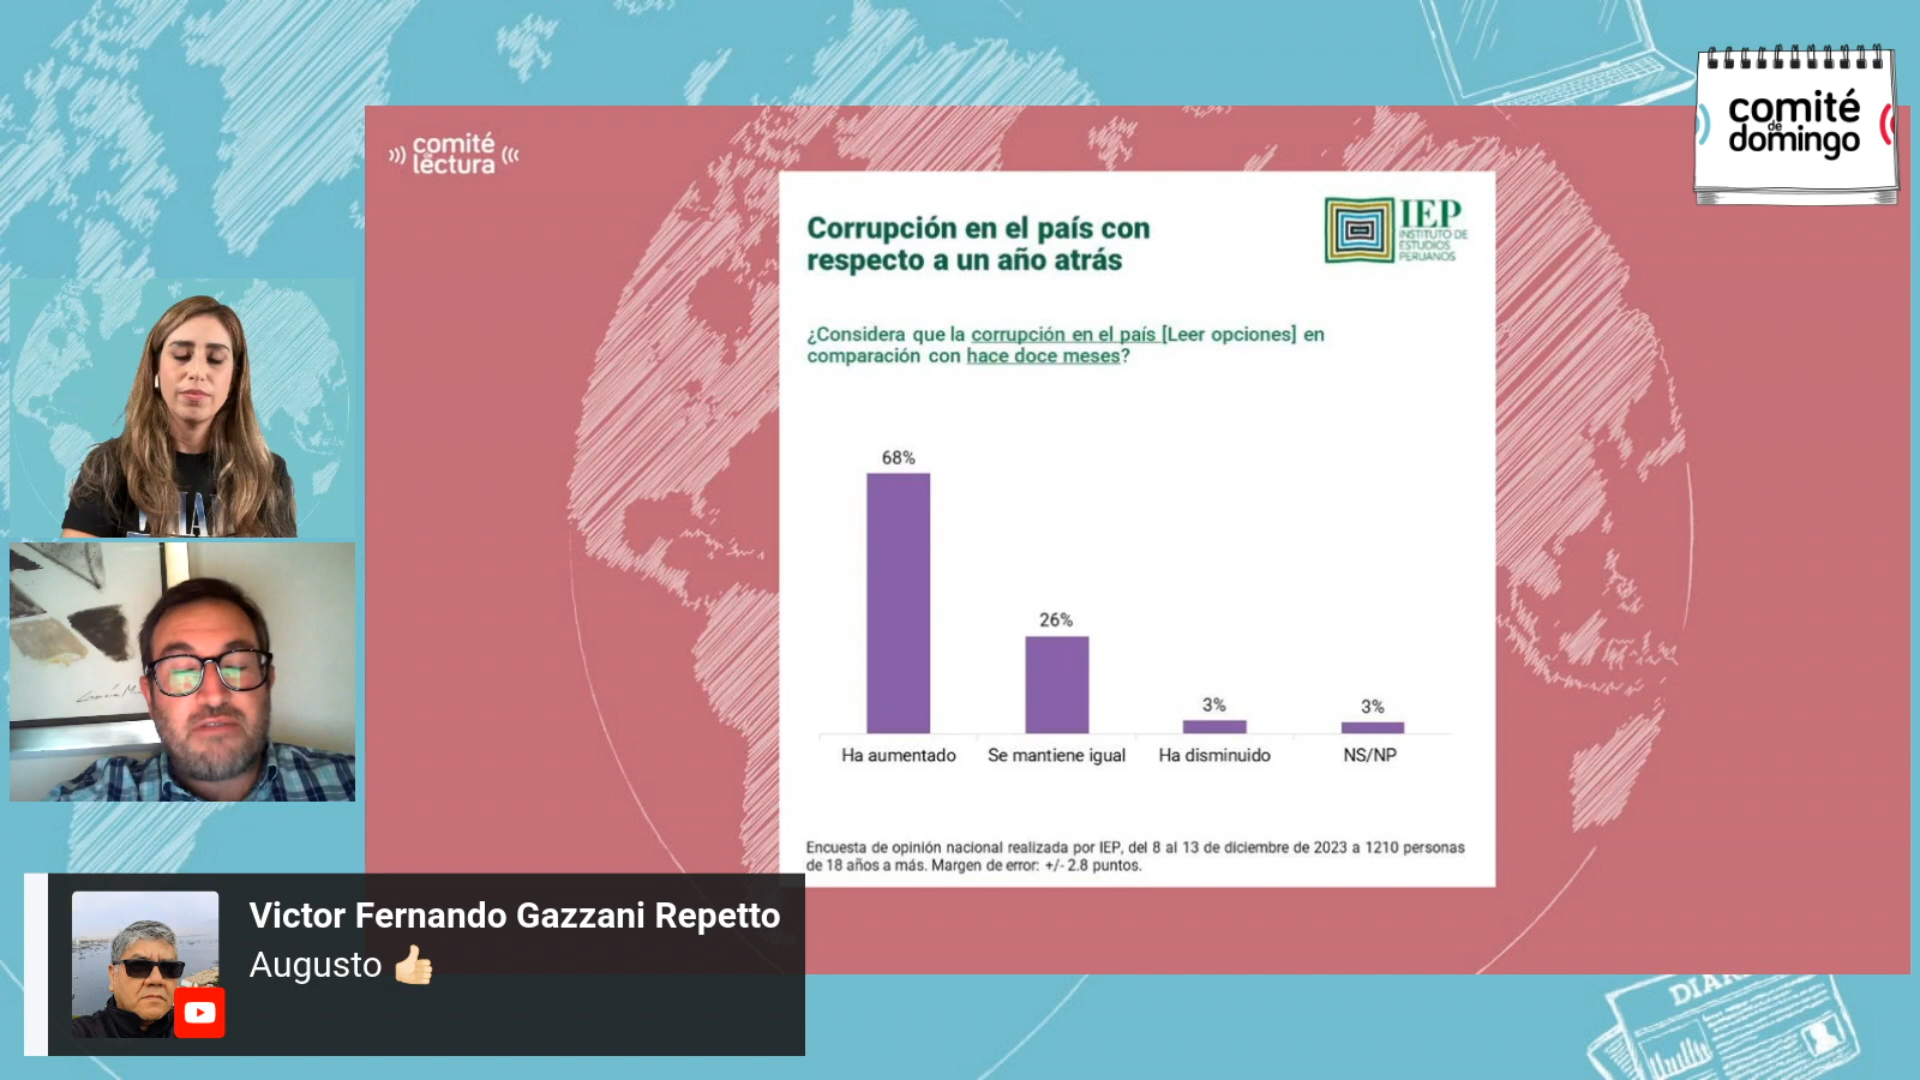 comité
de
lectura
comité
de
domingo
IEP
INSTITUTO DE
ESTUDIOS
PERUANOS
Corrupción en el país con
respecto a un año atrás
¿Considera que la corrupción en el país [Leer opciones] en
comparación con hace doce meses?
68%
26%
3%
3%
Ha aumentado
Se mantiene igual
Ha disminuido
NS/NP
Encuesta de opinión nacional realizada por IEP, del 8 al 13 de diciembre de 2023 a 1210 personas
de 18 años a más. Margen de error: +/- 2.8 puntos.
Victor Fernando Gazzani Repetto
Augusto 👍🏻